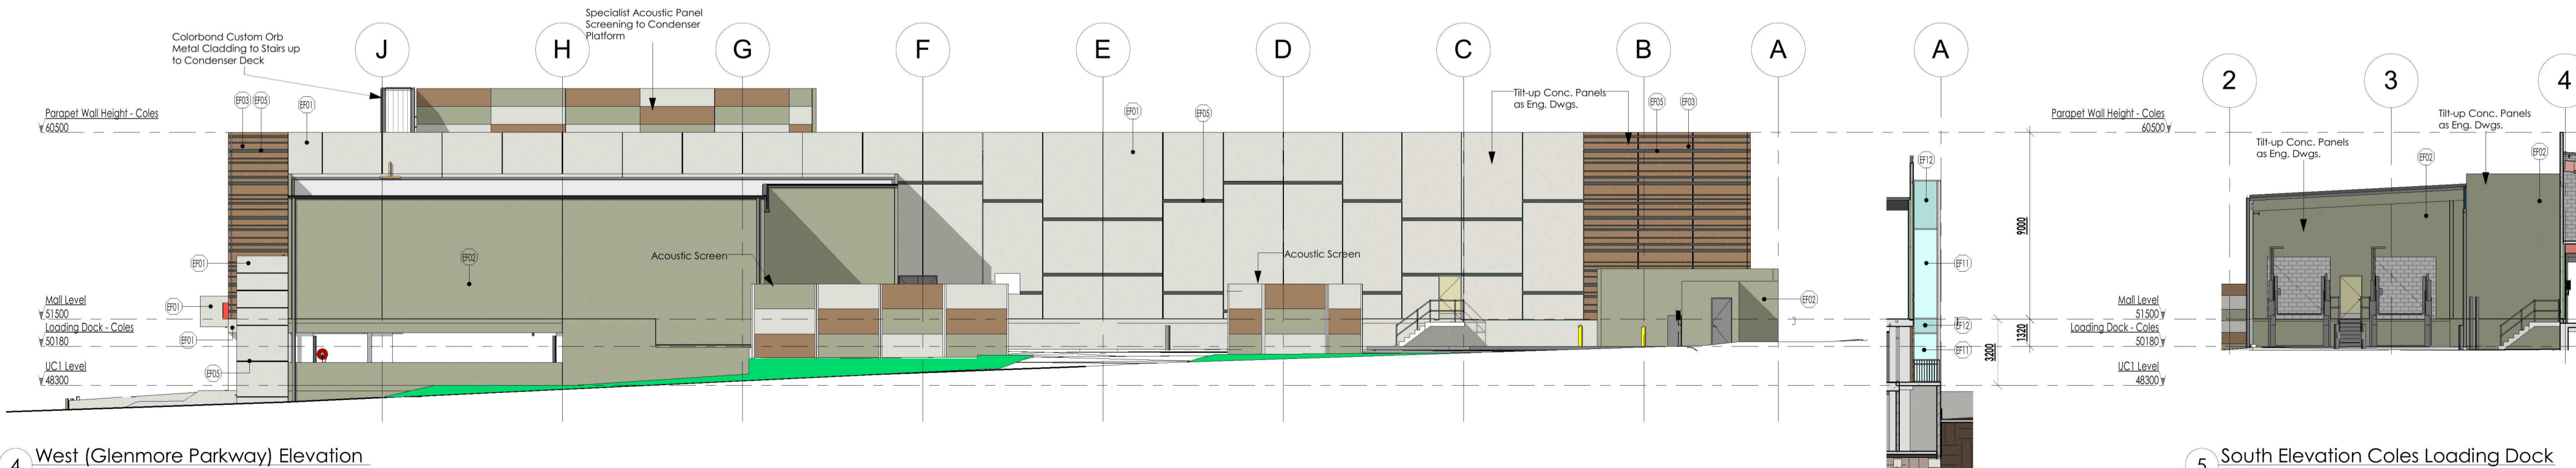 Colorbond Custom Orb
Metal Cladding to Stairs up
to Condenser Deck
Specialist Acoustic Panel
Screening to Condenser
Platform
J
H
G
F
E
D
C
B
A
A
2
3
4
Parapet Wall Height - Coles
60500
EF03
EF05
EF01
EF01
EF05
Tilt-up Conc. Panels
as Eng. Dwgs.
EF05
EF03
EF01
EF02
Acoustic Screen
Acoustic Screen
EF01
EF01
EF05
EF02
Mall Level
51500
Loading Dock - Coles
50180
UC1 Level
48300
EF12
EF11
EF12
EF11
9000
1320
3200
Parapet Wall Height - Coles
60500
Tilt-up Conc. Panels
as Eng. Dwgs.
EF02
Tilt-up Conc. Panels
as Eng. Dwgs.
EF02
Mall Level
51500
Loading Dock - Coles
50180
UC1 Level
48300
4
West (Glenmore Parkway) Elevation
5
South Elevation Coles Loading Dock